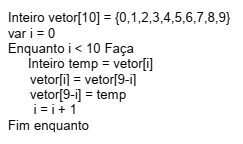 Inteiro vetor[10] = {0,1,2,3,4,5,6,7,8,9}
var i = 0
Enquanto i < 10 Faça
Inteiro temp = vetor[i]
vetor[i] = vetor[9-i]
vetor[9-i] = temp
i = i + 1
Fim enquanto